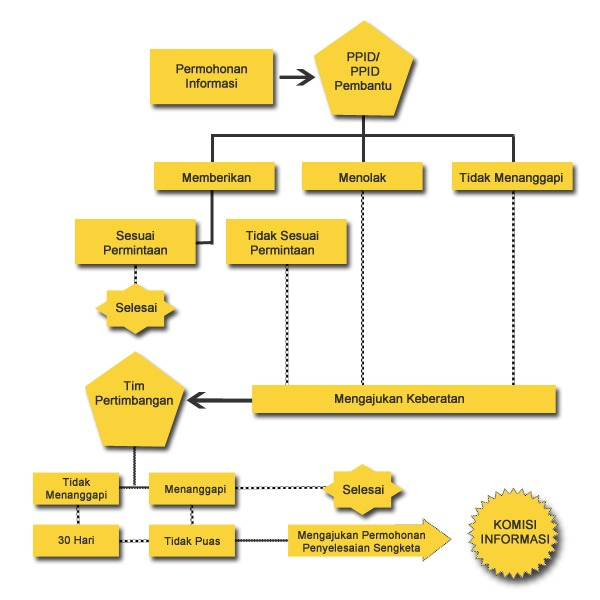 Permohonan
Informasi
PPID/
PPID
Pembantu
Memberikan
Menolak
Tidak Menanggapi
Sesuai
Permintaan
Tidak Sesuai
Permintaan
Selesai
Tim
Pertimbangan
Mengajukan Keberatan
Tidak
Menanggapi
Menanggapi
Selesai
30 Hari
Tidak Puas
Mengajukan Permohonan
Penyelesaian Sengketa
KOMISI
INFORMASI